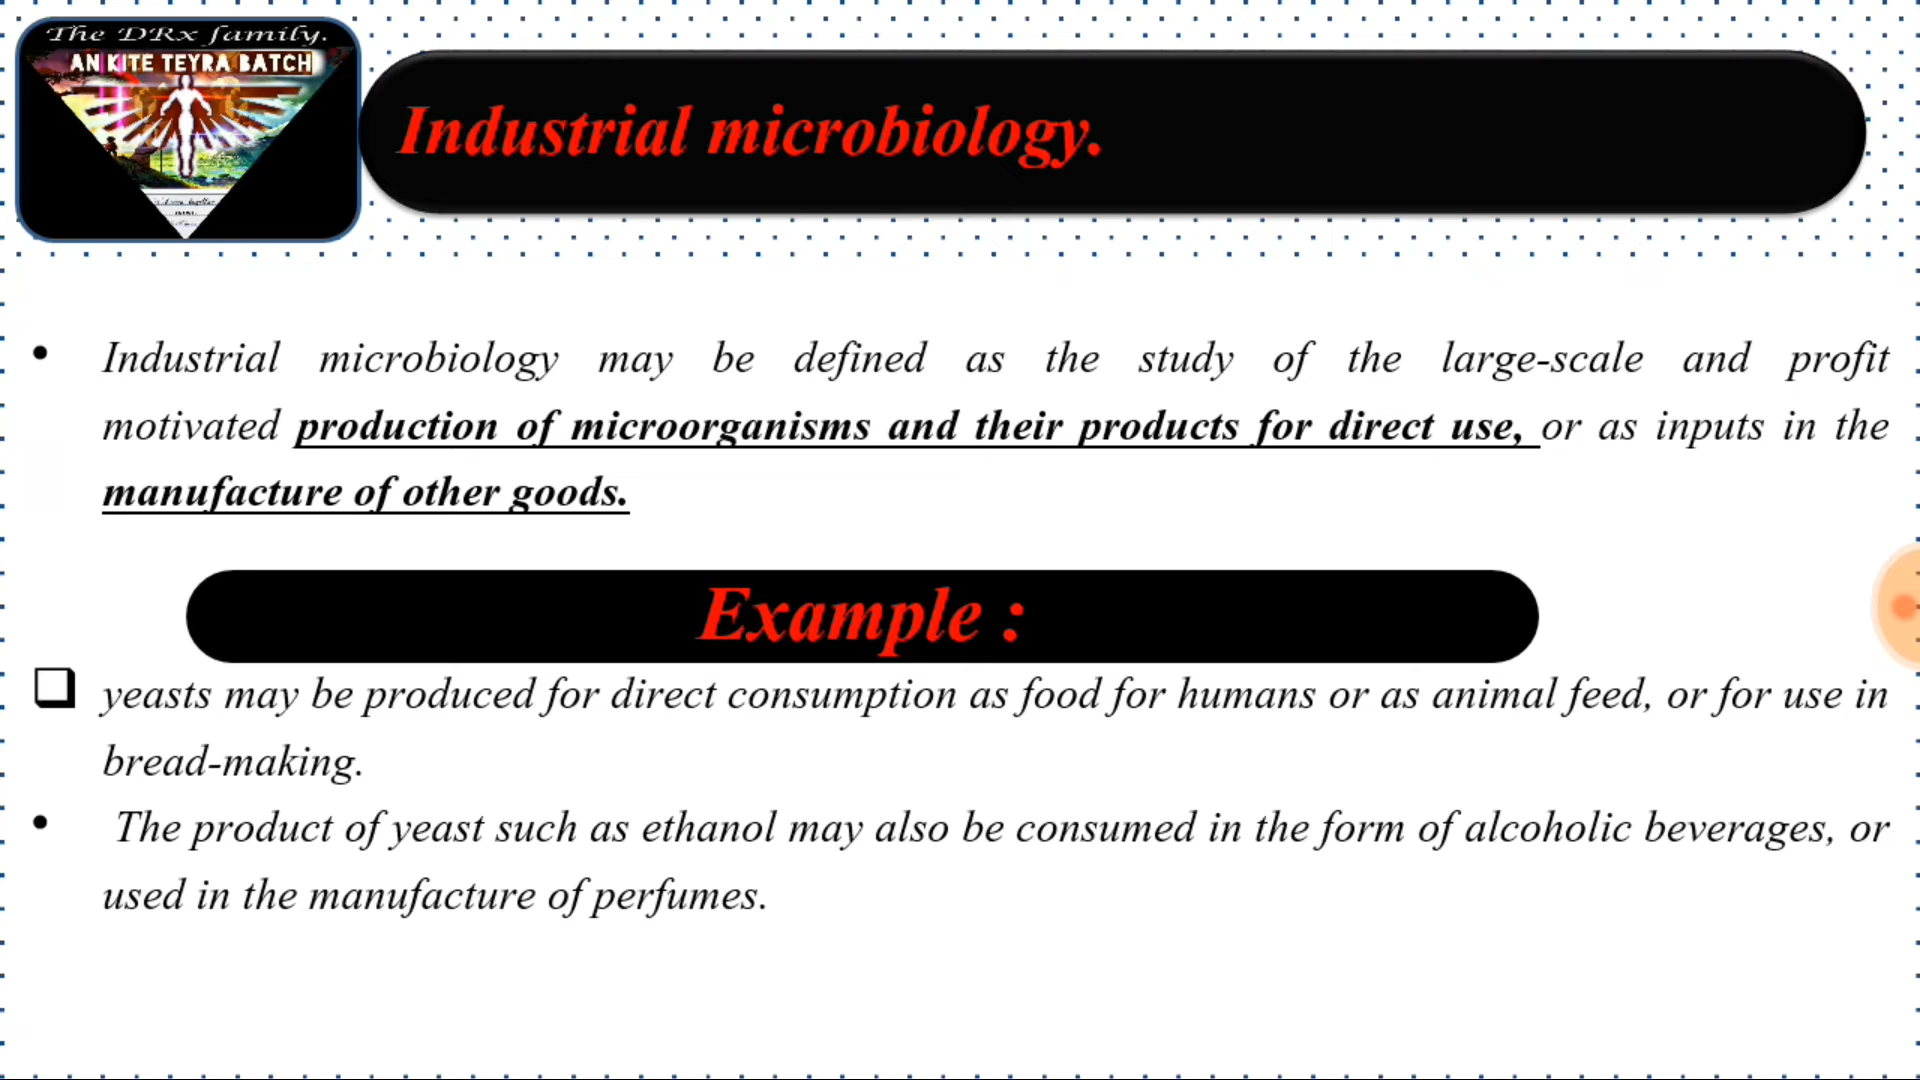 The DRx family.
AN KITE TEYRA BATCH
Industrial microbiology.
• Industrial microbiology may be defined as the study of the large-scale and profit
motivated production of microorganisms and their products for direct use, or as inputs in the
manufacture of other goods.
Example :
❑ yeasts may be produced for direct consumption as food for humans or as animal feed, or for use in
bread-making.
• The product of yeast such as ethanol may also be consumed in the form of alcoholic beverages, or
used in the manufacture of perfumes.